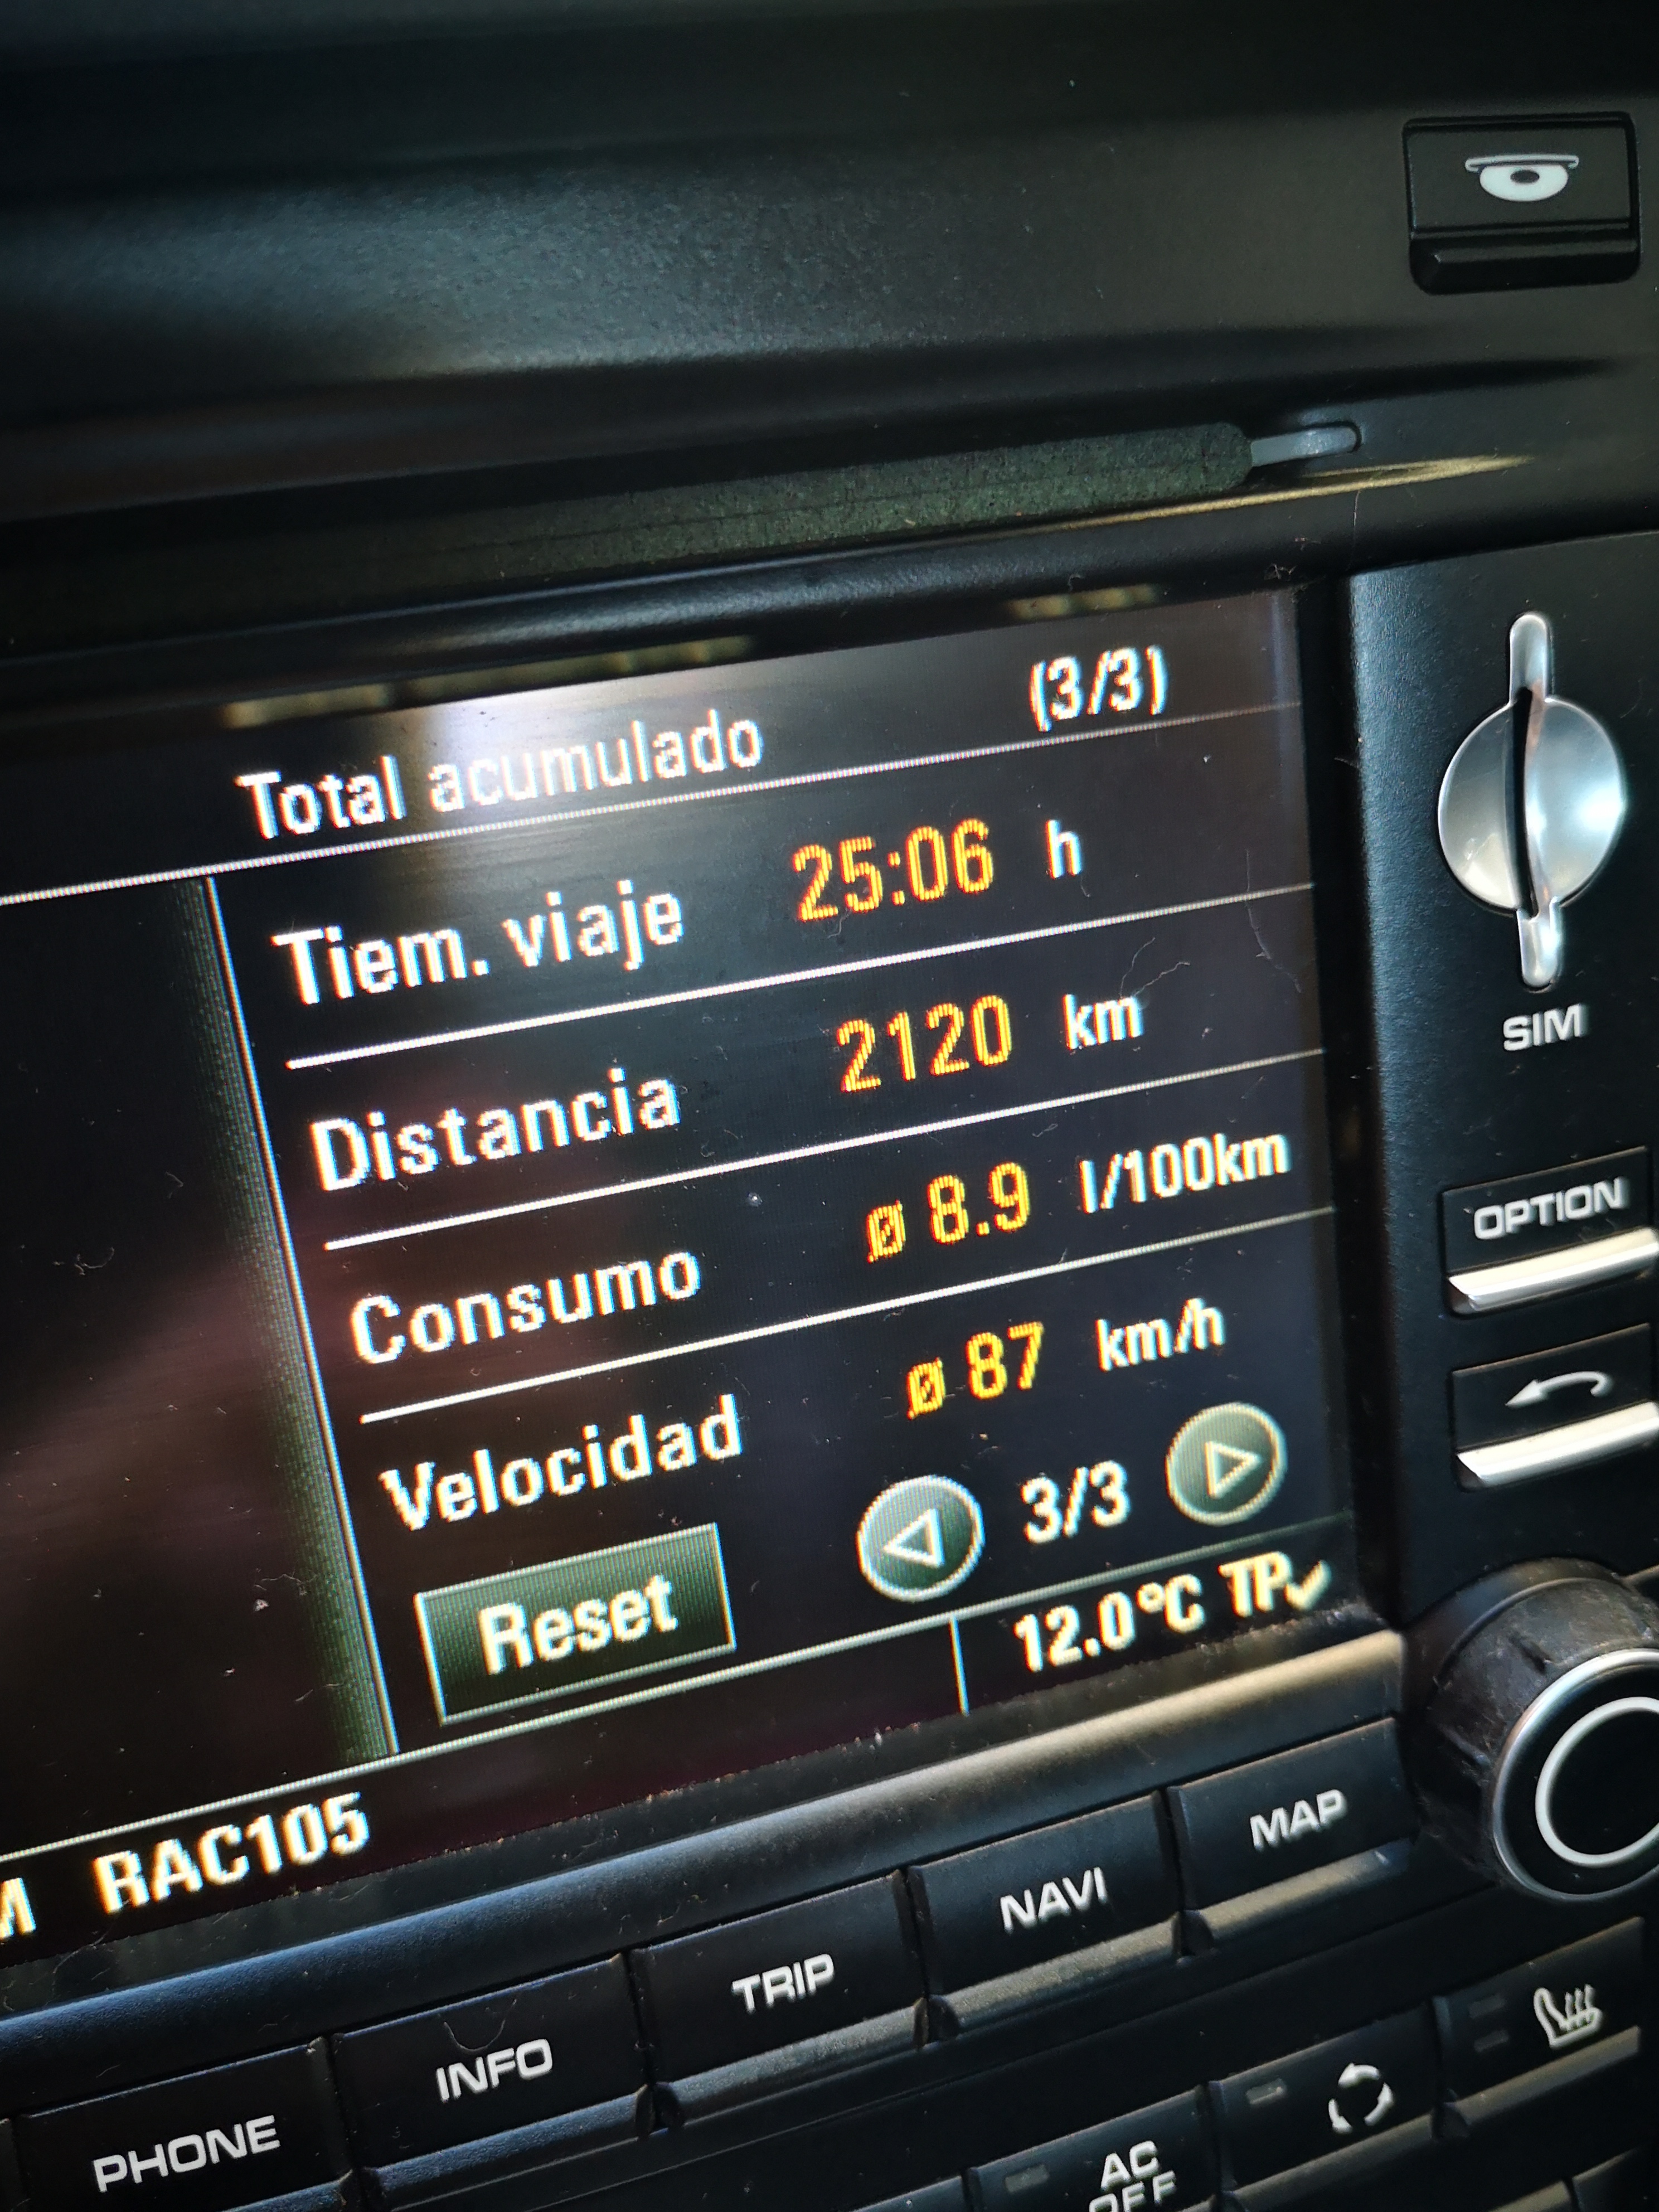 Total acumulado (3/3)
Tiem. viaje 25:06 h
Distancia 2120 km
Consumo ø 8.9 l/100km
Velocidad ø 87 km/h
Reset 3/3
12.0°C TP
M RAC105
SIM
OPTION
PHONE INFO TRIP NAVI MAP
AC
OFF